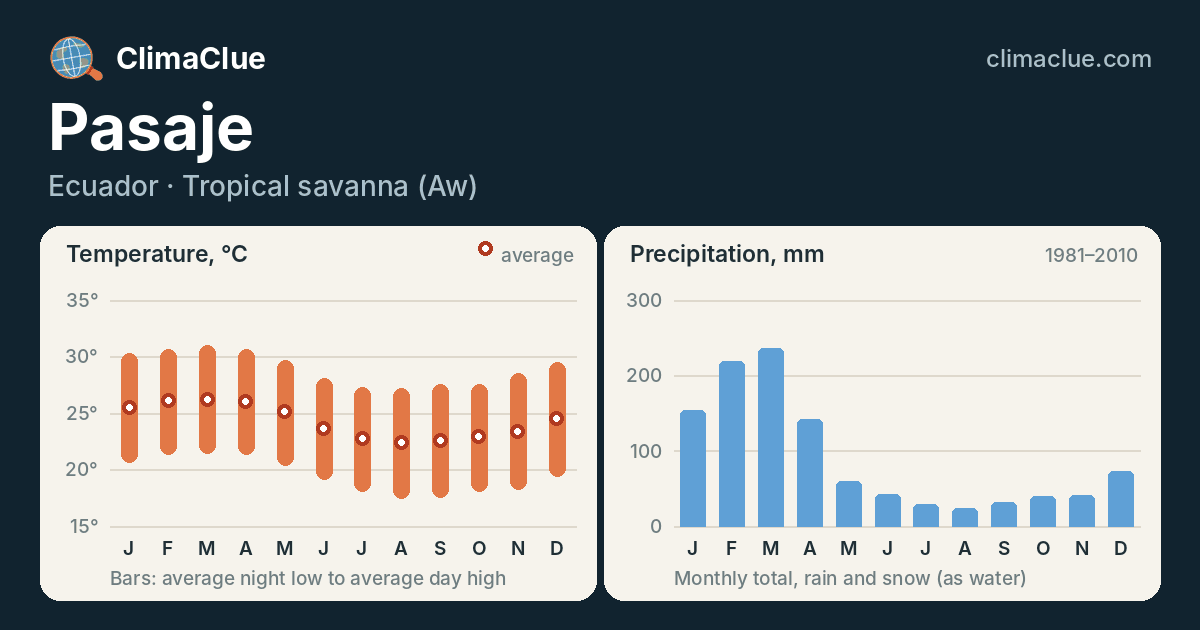 ClimaClue
climaclue.com
Pasaje
Ecuador · Tropical savanna (Aw)
Temperature, °C
average
35°
30°
25°
20°
15°
J F M A M J J A S O N D
Bars: average night low to average day high
Precipitation, mm
1981–2010
300
200
100
0
J F M A M J J A S O N D
Monthly total, rain and snow (as water)